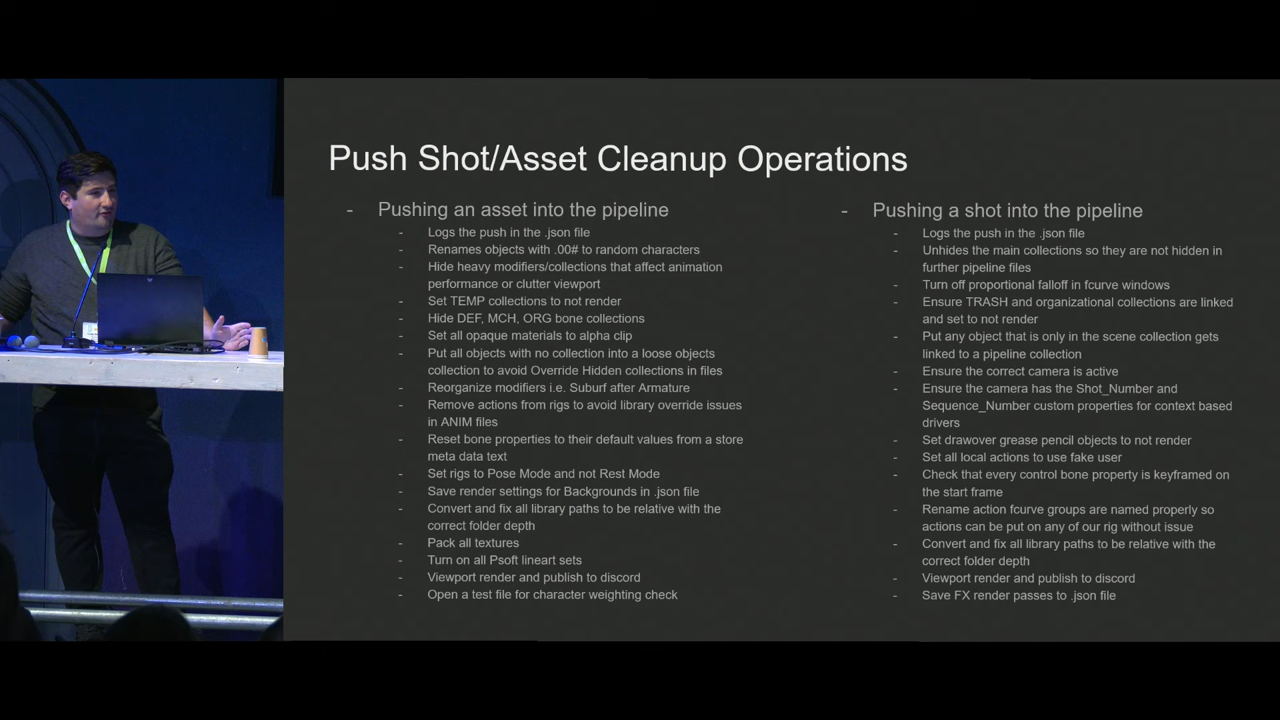 Push Shot/Asset Cleanup Operations
- Pushing an asset into the pipeline
- Logs the push in the .json file
- Renames objects with .00# to random characters
- Hide heavy modifiers/collections that affect animation
performance or clutter viewport
- Set TEMP collections to not render
- Hide DEF, MCH, ORG bone collections
- Set all opaque materials to alpha clip
- Put all objects with no collection into a loose objects
collection to avoid Override Hidden collections in files
- Reorganize modifiers i.e. Suburf after Armature
- Remove actions from rigs to avoid library override issues
in ANIM files
- Reset bone properties to their default values from a store
meta data text
- Set rigs to Pose Mode and not Rest Mode
- Save render settings for Backgrounds in .json file
- Convert and fix all library paths to be relative with the
correct folder depth
- Pack all textures
- Turn on all Psoft lineart sets
- Viewport render and publish to discord
- Open a test file for character weighting check
- Pushing a shot into the pipeline
- Logs the push in the .json file
- Unhides the main collections so they are not hidden in
further pipeline files
- Turn off proportional falloff in fcurve windows
- Ensure TRASH and organizational collections are linked
and set to not render
- Put any object that is only in the scene collection gets
linked to a pipeline collection
- Ensure the correct camera is active
- Ensure the camera has the Shot_Number and
Sequence_Number custom properties for context based
drivers
- Set drawover grease pencil objects to not render
- Set all local actions to use fake user
- Check that every control bone property is keyframed on
the start frame
- Rename action fcurve groups are named properly so
actions can be put on any of our rig without issue
- Convert and fix all library paths to be relative with the
correct folder depth
- Viewport render and publish to discord
- Save FX render passes to .json file